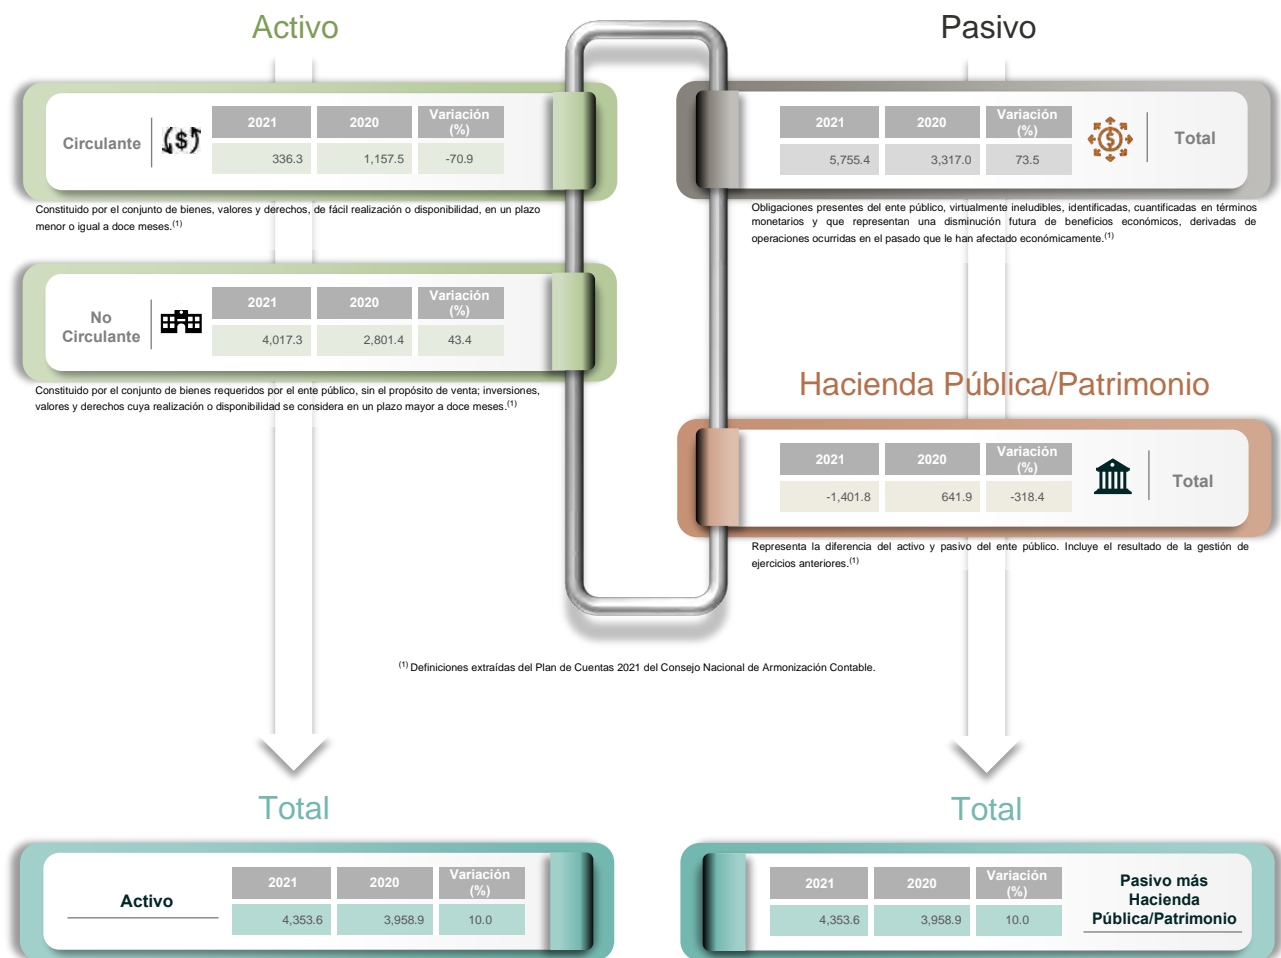 Activo
Circulante
2021 2020 Variación (%)
336.3 1,157.5 -70.9
Constituido por el conjunto de bienes, valores y derechos, de fácil realización o disponibilidad, en un plazo
menor o igual a doce meses.(1)
No
Circulante
2021 2020 Variación (%)
4,017.3 2,801.4 43.4
Constituido por el conjunto de bienes requeridos por el ente público, sin el propósito de venta; inversiones,
valores y derechos cuya realización o disponibilidad se considera en un plazo mayor a doce meses.(1)
Pasivo
2021 2020 Variación (%)
5,755.4 3,317.0 73.5
Total
Obligaciones presentes del ente público, virtualmente ineludibles, identificadas, cuantificadas en términos
monetarios y que representan una disminución futura de beneficios económicos, derivadas de
operaciones ocurridas en el pasado que le han afectado económicamente.(1)
Hacienda Pública/Patrimonio
2021 2020 Variación (%)
-1,401.8 641.9 -318.4
Total
Representa la diferencia del activo y pasivo del ente público. Incluye el resultado de la gestión de
ejercicios anteriores.(1)
(1) Definiciones extraídas del Plan de Cuentas 2021 del Consejo Nacional de Armonización Contable.
Total
Activo
2021 2020 Variación (%)
4,353.6 3,958.9 10.0
Total
2021 2020 Variación (%)
4,353.6 3,958.9 10.0
Pasivo más
Hacienda
Pública/Patrimonio